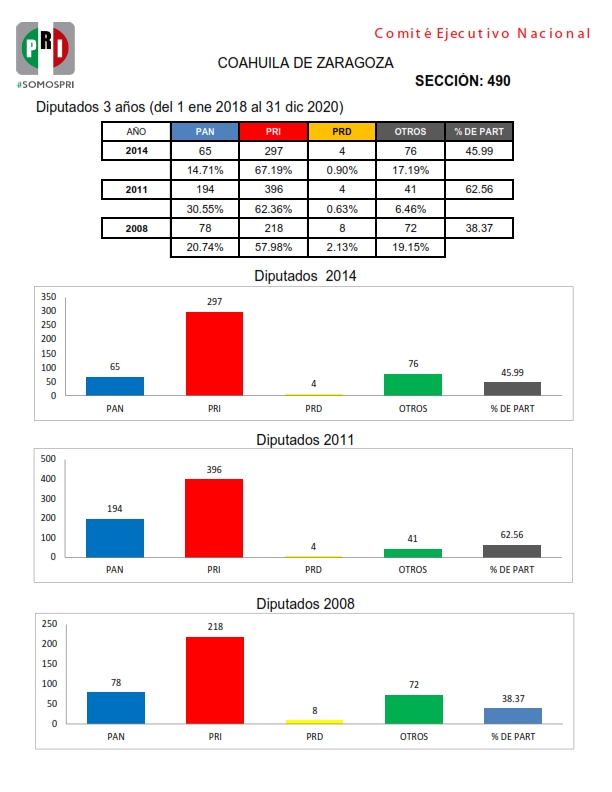 Comité Ejecutivo Nacional
PRI
#SOMOSPRI
COAHUILA DE ZARAGOZA
SECCIÓN: 490
Diputados 3 años (del 1 ene 2018 al 31 dic 2020)
AÑO PAN PRI PRD OTROS % DE PART
2014 65 297 4 76 45.99
14.71% 67.19% 0.90% 17.19%
2011 194 396 4 41 62.56
30.55% 62.36% 0.63% 6.46%
2008 78 218 8 72 38.37
20.74% 57.98% 2.13% 19.15%
Diputados 2014
350
300
250
200
150
100
50
0
65 297 4 76 45.99
PAN PRI PRD OTROS % DE PART
Diputados 2011
500
400
300
200
100
0
194 396 4 41 62.56
PAN PRI PRD OTROS % DE PART
Diputados 2008
250
200
150
100
50
0
78 218 8 72 38.37
PAN PRI PRD OTROS % DE PART